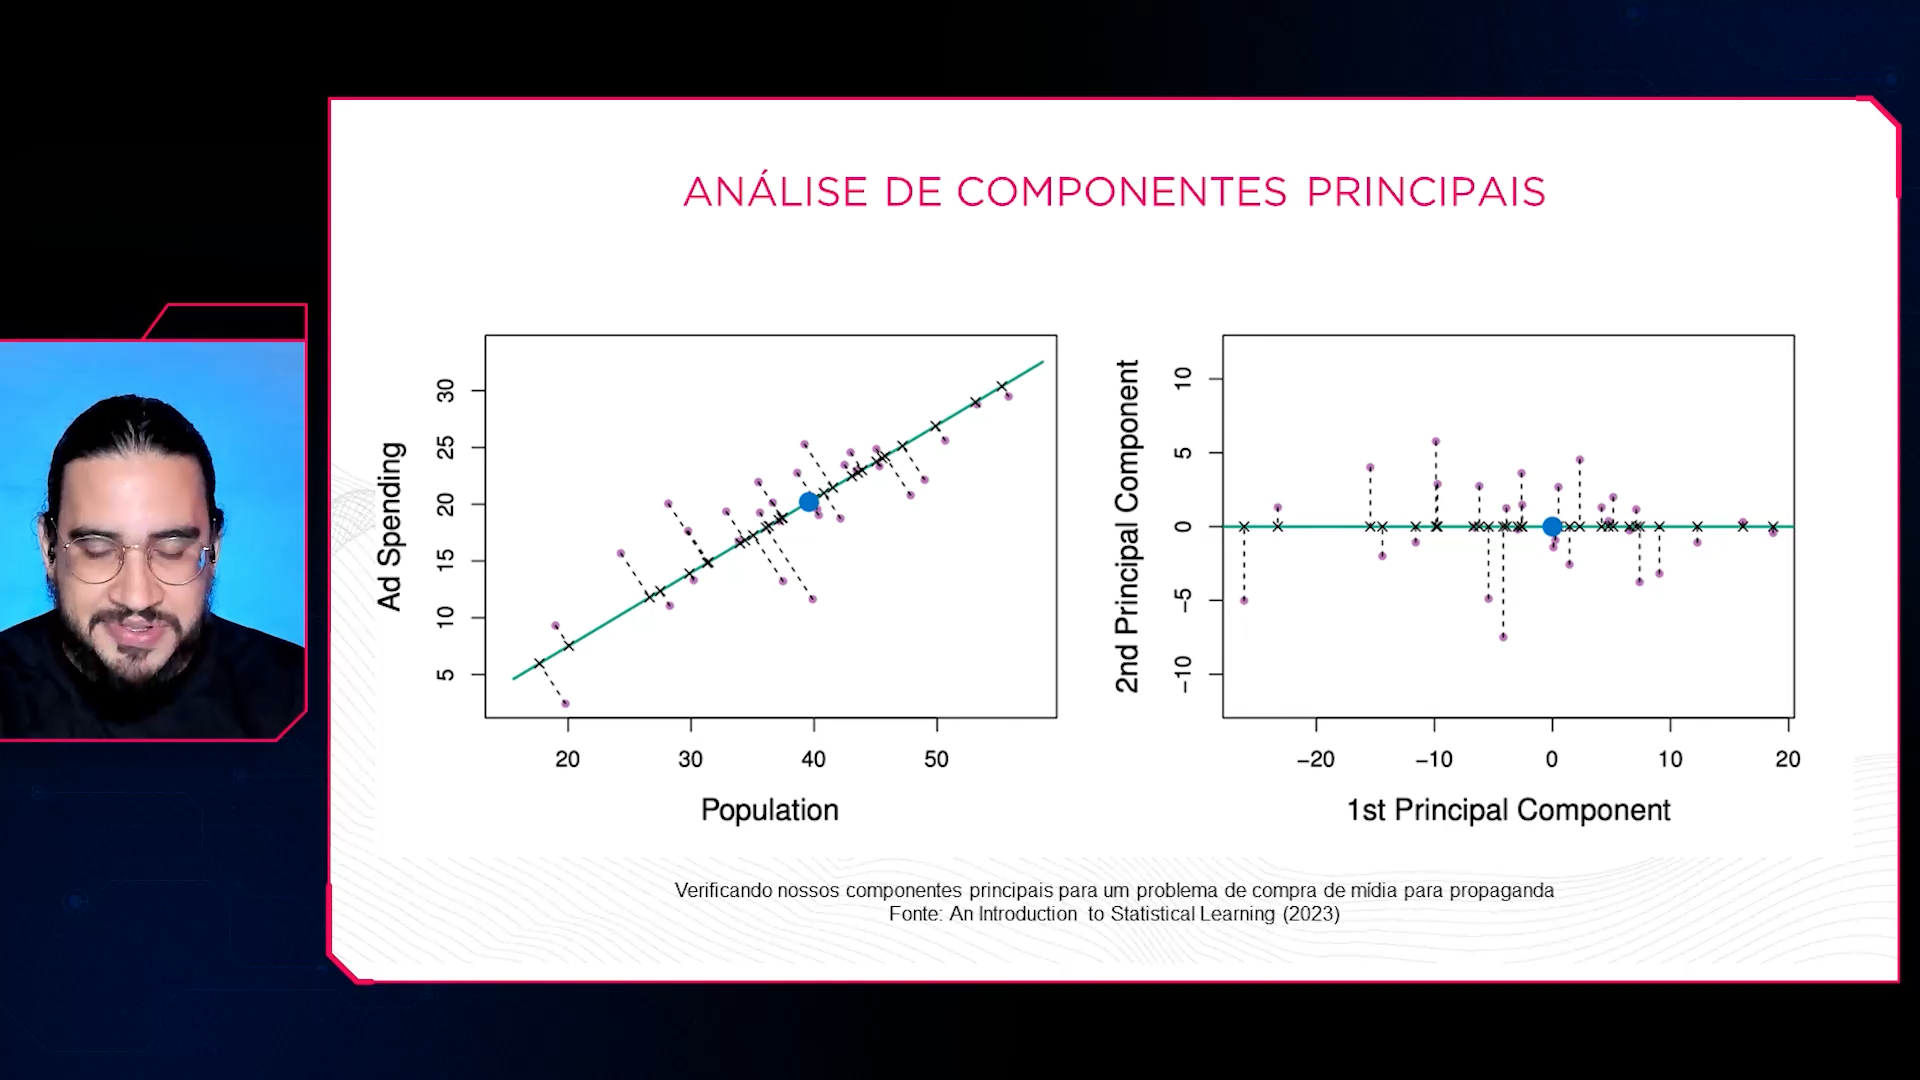 ANÁLISE DE COMPONENTES PRINCIPAIS
Ad Spending
30
25
20
15
10
5
20 30 40 50
Population
2nd Principal Component
10
5
0
−5
−10
−20 −10 0 10 20
1st Principal Component
Verificando nossos componentes principais para um problema de compra de mídia para propaganda
Fonte: An Introduction to Statistical Learning (2023)